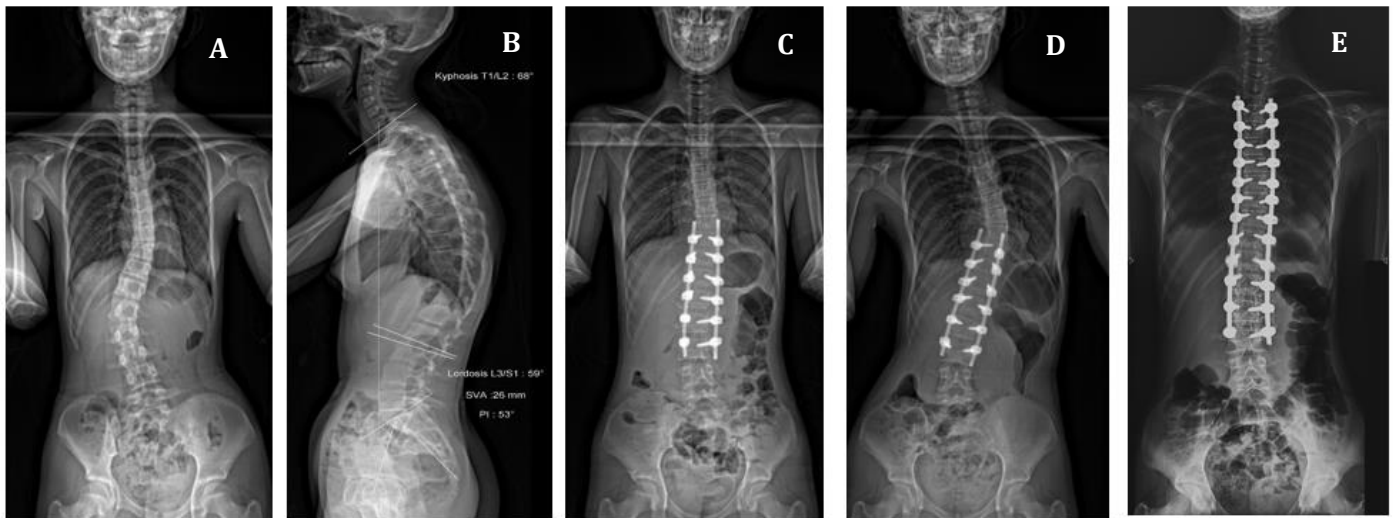 A
B
C
D
E
Kyphosis T1/L2 : 68°
Lordosis L3/S1 : 59°
SVA :26 mm
PI : 53°